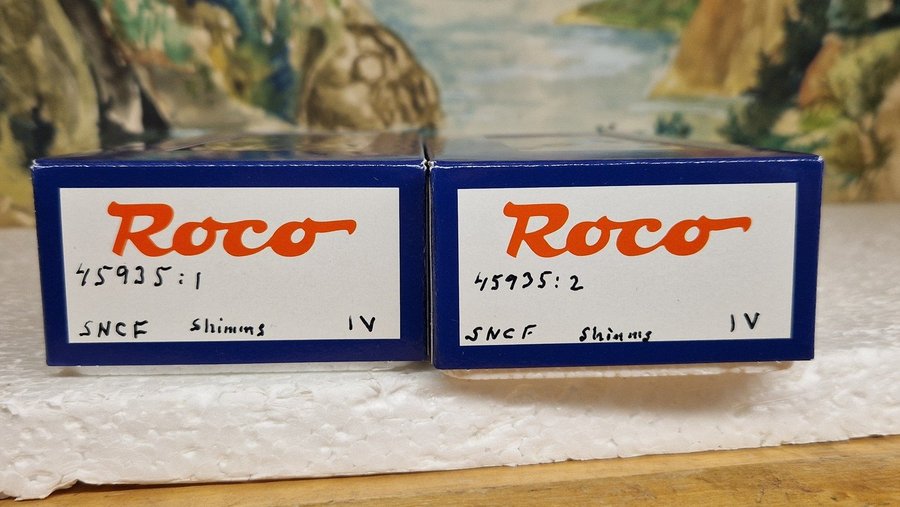 Roco
45935:1
SNCF Shimms IV
Roco
45935:2
SNCF Shimms IV